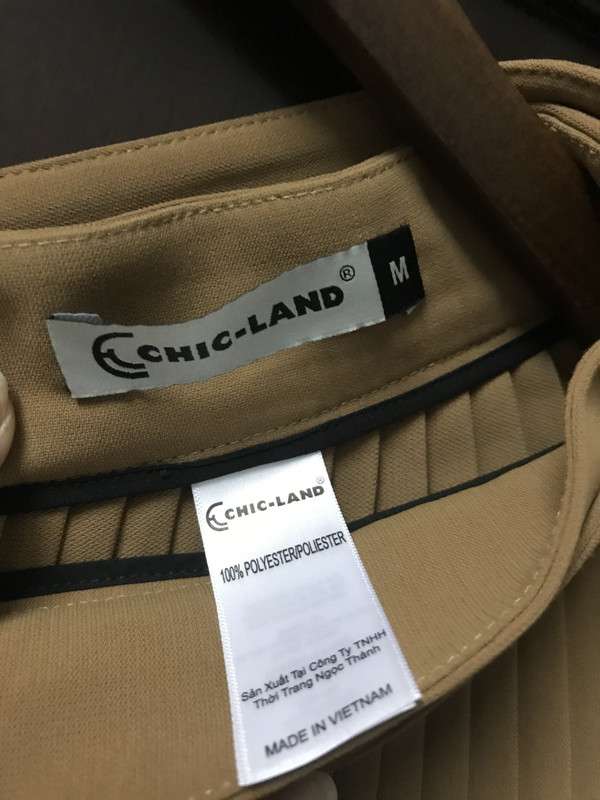 CHIC-LAND ® M
CHIC-LAND ®
100% POLYESTER/POLIESTER
Sản Xuất Tại Công Ty TNHH
Thời Trang Ngọc Thành
MADE IN VIETNAM